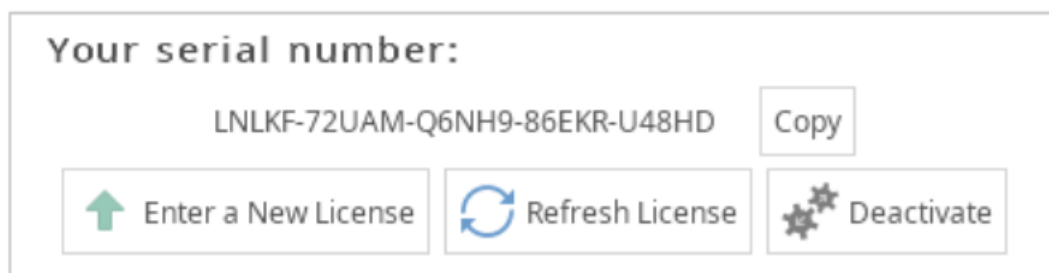 Your serial number:
LNLKF-72UAM-Q6NH9-86EKR-U48HD Copy
Enter a New License Refresh License Deactivate